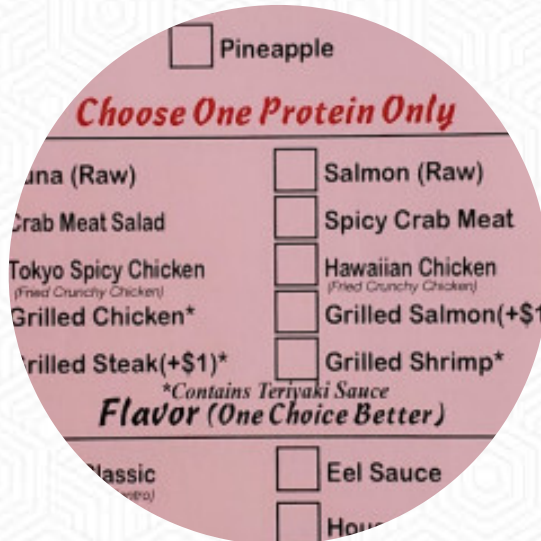 Pineapple
Choose One Protein Only
una (Raw) Salmon (Raw)
Crab Meat Salad Spicy Crab Meat
Tokyo Spicy Chicken Hawaiian Chicken
(Fried Crunchy Chicken) (Fried Crunchy Chicken)
Grilled Chicken* Grilled Salmon(+$1
rilled Steak(+$1)* Grilled Shrimp*
*Contains Teriyaki Sauce
Flavor (One Choice Better)
lassic Eel Sauce
ntro)
Hou